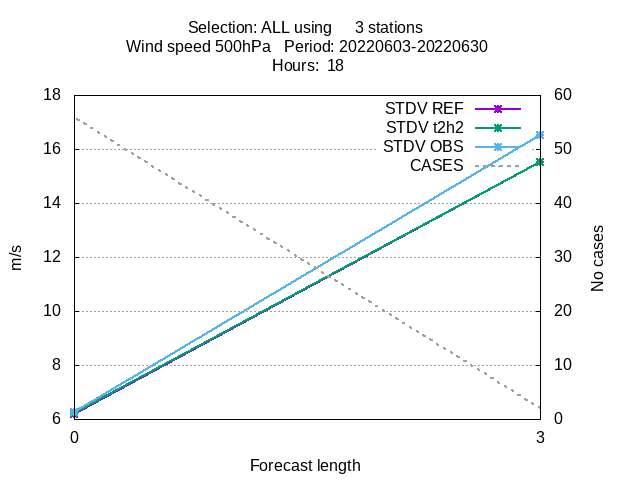 Selection: ALL using 3 stations
Wind speed 500hPa Period: 20220603-20220630
Hours: 18
18
60
STDV REF
STDV t2h2
STDV OBS
CASES
16
50
14
40
12
30
m/s
No cases
10
20
8
10
6
0
0
3
Forecast length